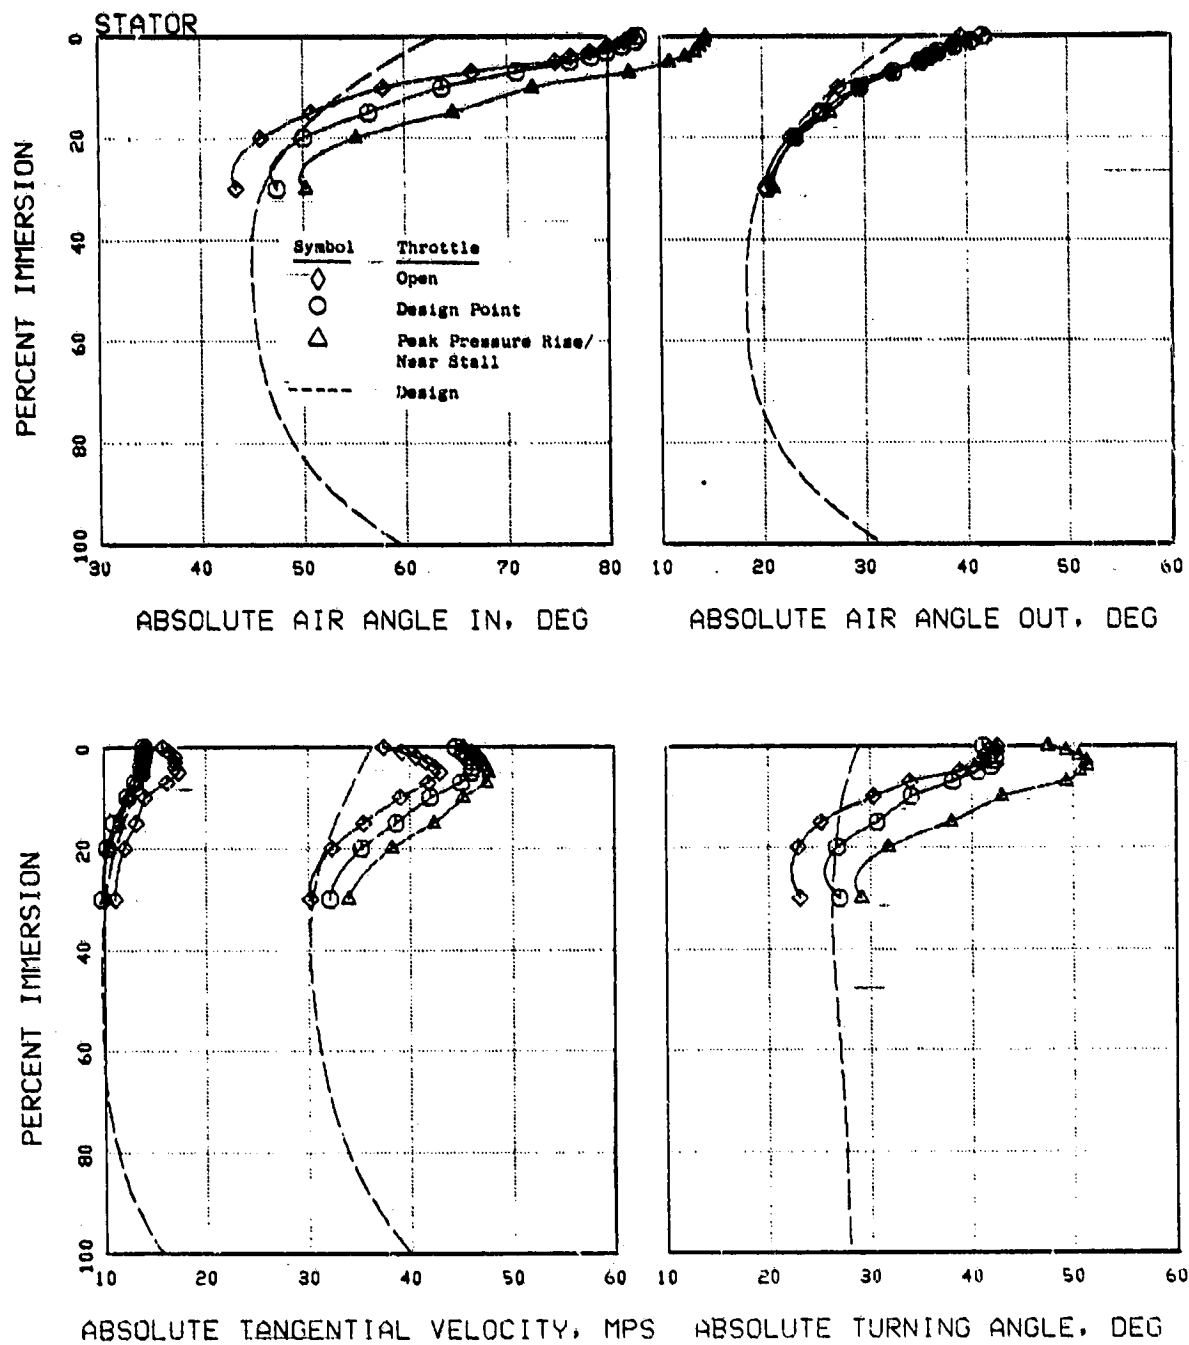 STATOR
PERCENT IMMERSION
0
20
40
60
80
100
Symbol Throttle
Open
Design Point
Peak Pressure Rise/
Near Stall
Design
30 40 50 60 70 80
10 20 30 40 50 60
ABSOLUTE AIR ANGLE IN, DEG
ABSOLUTE AIR ANGLE OUT, DEG
PERCENT IMMERSION
0
20
40
60
80
100
10 20 30 40 50 60
20 30 40 50 60
ABSOLUTE TANGENTIAL VELOCITY, MPS
ABSOLUTE TURNING ANGLE, DEG